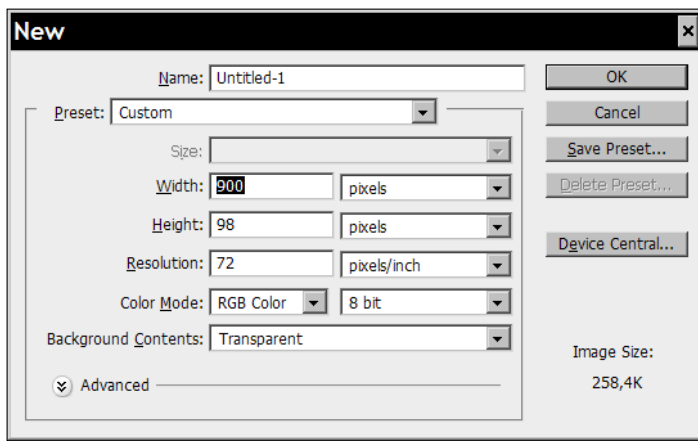 New
Name: Untitled-1
OK
Preset: Custom
Cancel
Size:
Save Preset...
Width: 900 pixels
Delete Preset...
Height: 98 pixels
Device Central...
Resolution: 72 pixels/inch
Color Mode: RGB Color 8 bit
Background Contents: Transparent
Image Size:
258,4K
Advanced